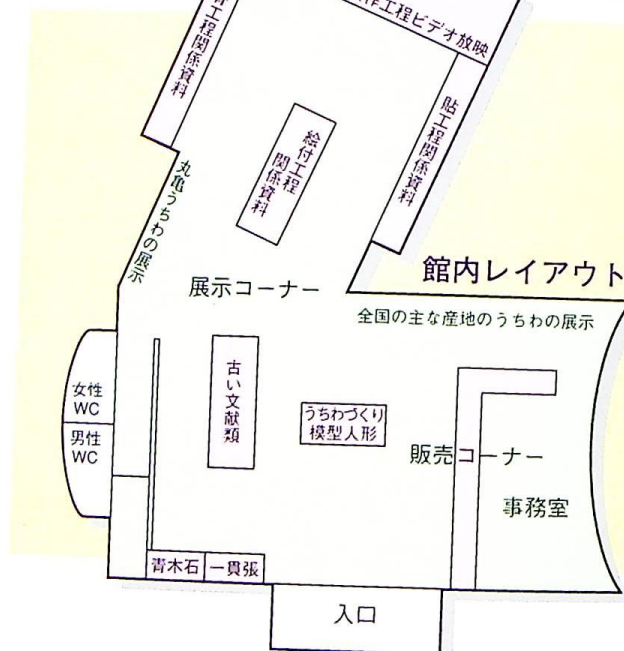 作工程ビデオ放映
付工程関係資料
貼工程関係資料
絵付工程
関係資料
丸亀うちわの展示
館内レイアウト
展示コーナー
全国の主な産地のうちわの展示
古い文献類
うちわづくり
模型人形
女性
WC
男性
WC
販売コーナー
事務室
青木石
一貫張
入口